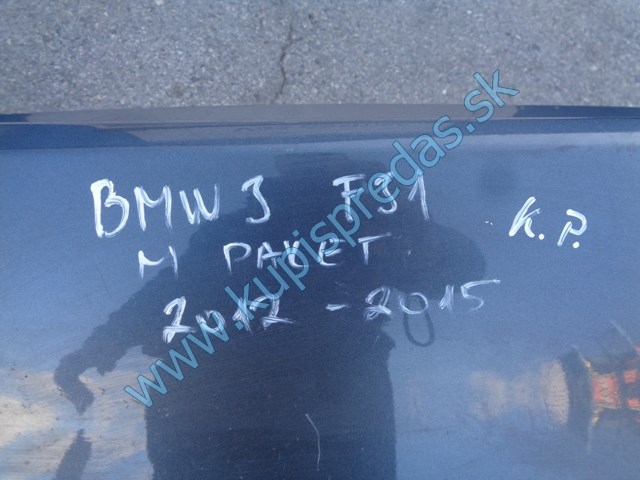 BMW 3 F31 K.P.
M PAKET
2012 - 2015
www.kupispredas.sk